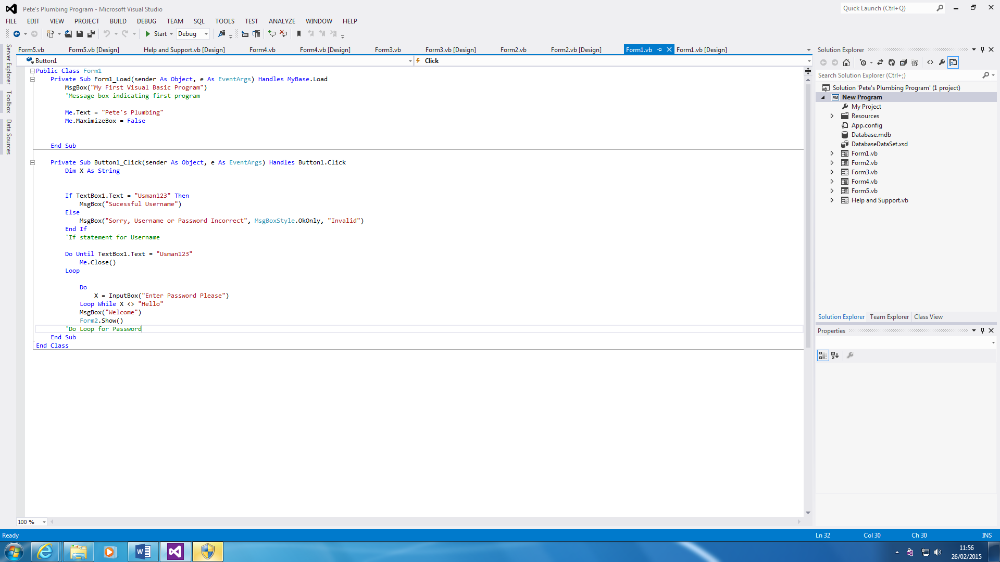 Pete's Plumbing Program - Microsoft Visual Studio
Quick Launch (Ctrl+Q)
FILE EDIT VIEW PROJECT BUILD DEBUG TEAM SQL TOOLS TEST ANALYZE WINDOW HELP
Start Debug
Server Explorer
Toolbox
Data Sources
Form5.vb Form5.vb [Design] Help and Support.vb [Design] Form4.vb Form4.vb [Design] Form3.vb Form3.vb [Design] Form2.vb Form2.vb [Design] Form1.vb Form1.vb [Design]
Button1 Click
Public Class Form1
Private Sub Form1_Load(sender As Object, e As EventArgs) Handles MyBase.Load
MsgBox("My First Visual Basic Program")
'Message box indicating first program
Me.Text = "Pete's Plumbing"
Me.MaximizeBox = False
End Sub
Private Sub Button1_Click(sender As Object, e As EventArgs) Handles Button1.Click
Dim X As String
If TextBox1.Text = "Usman123" Then
MsgBox("Sucessful Username")
Else
MsgBox("Sorry, Username or Password Incorrect", MsgBoxStyle.OkOnly, "Invalid")
End If
'If statement for Username
Do Until TextBox1.Text = "Usman123"
Me.Close()
Loop
Do
X = InputBox("Enter Password Please")
Loop While X <> "Hello"
MsgBox("Welcome")
Form2.Show()
'Do Loop for Password
End Sub
End Class
100 %
Solution Explorer
Search Solution Explorer (Ctrl+;)
Solution 'Pete's Plumbing Program' (1 project)
VB New Program
My Project
Resources
App.config
Database.mdb
DatabaseDataSet.xsd
Form1.vb
Form2.vb
Form3.vb
Form4.vb
Form5.vb
Help and Support.vb
Solution Explorer Team Explorer Class View
Properties
Ready Ln 32 Col 30 Ch 30 INS
11:56
26/02/2015